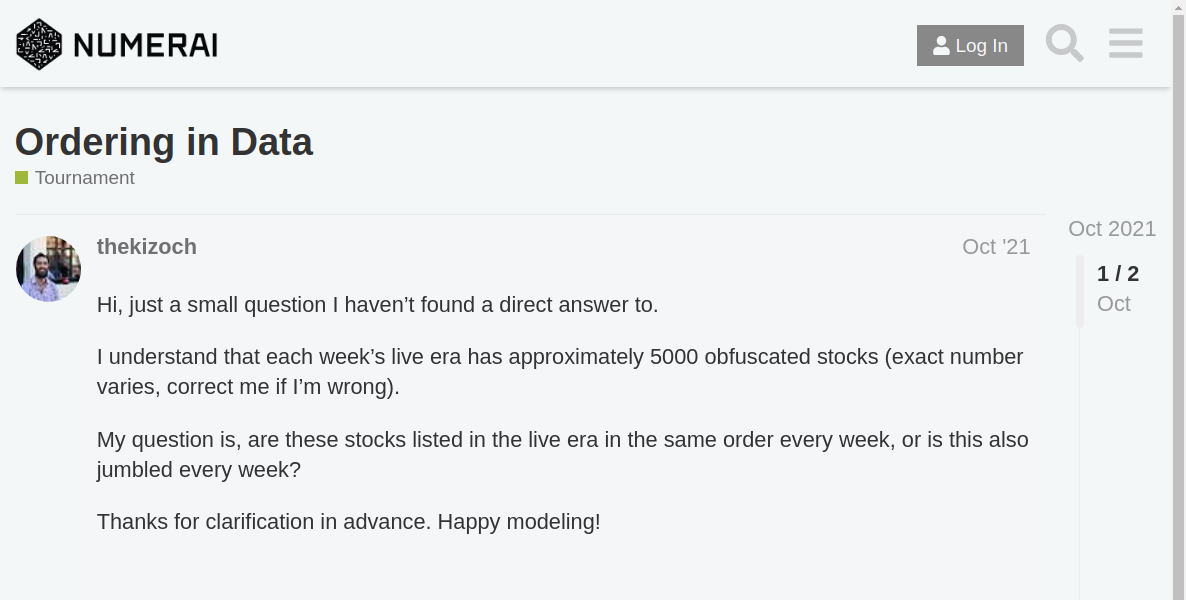 NUMERAI
Log In
Ordering in Data
Tournament
thekizoch
Oct '21
Hi, just a small question I haven’t found a direct answer to.
I understand that each week’s live era has approximately 5000 obfuscated stocks (exact number
varies, correct me if I’m wrong).
My question is, are these stocks listed in the live era in the same order every week, or is this also
jumbled every week?
Thanks for clarification in advance. Happy modeling!
Oct 2021
1 / 2
Oct